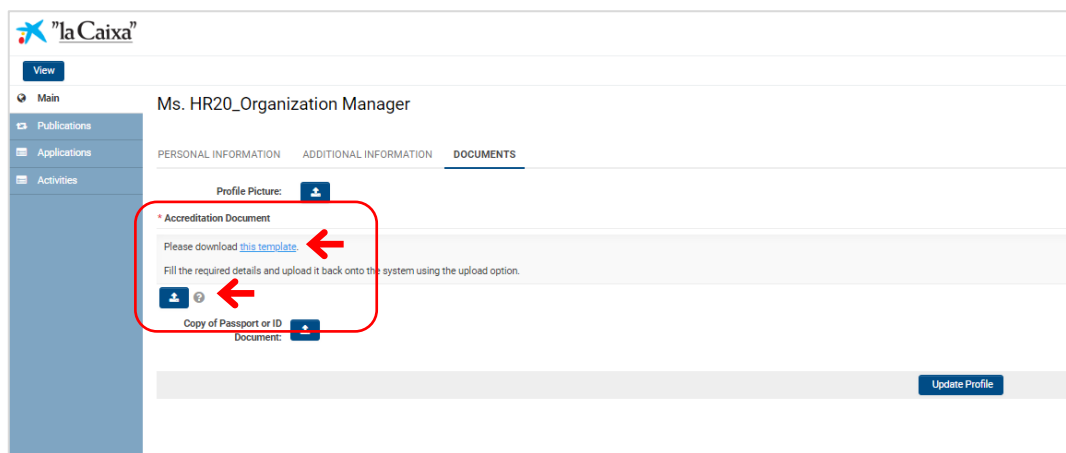 "la Caixa"
View
Main
Publications
Applications
Activities
Ms. HR20_Organization Manager
PERSONAL INFORMATION ADDITIONAL INFORMATION DOCUMENTS
Profile Picture:
* Accreditation Document
Please download this template.
Fill the required details and upload it back onto the system using the upload option.
?
Copy of Passport or ID
Document:
Update Profile